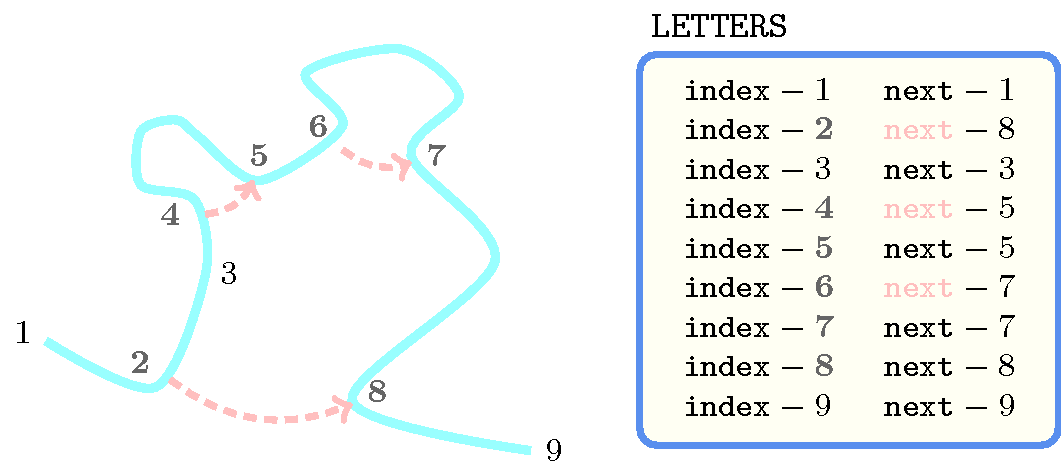 LETTERS
index – 1 next – 1
index – 2 next – 8
index – 3 next – 3
index – 4 next – 5
index – 5 next – 5
index – 6 next – 7
index – 7 next – 7
index – 8 next – 8
index – 9 next – 9
6
5
7
4
3
1
2
8
9